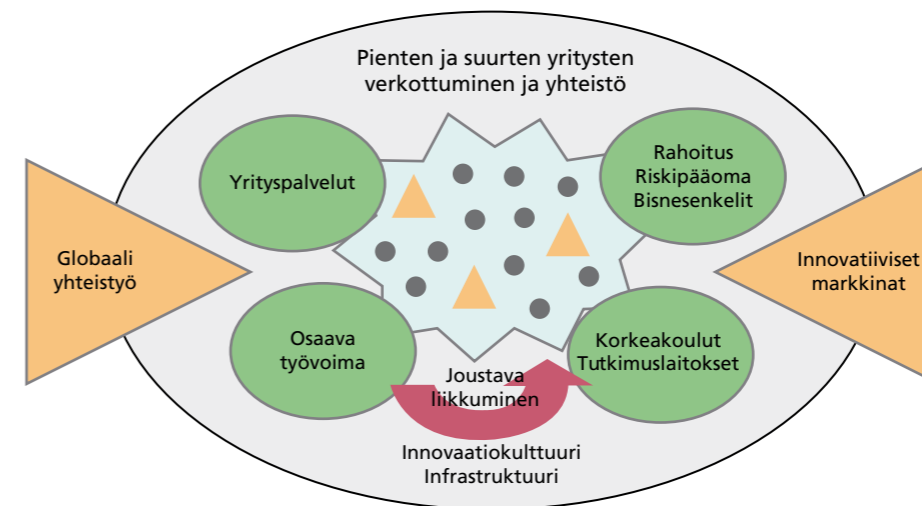 Pienten ja suurten yritysten
verkottuminen ja yhteistö
Yrityspalvelut
Rahoitus
Riskipääoma
Bisnesenkelit
Globaali
yhteistyö
Innovatiiviset
markkinat
Osaava
työvoima
Korkeakoulut
Tutkimuslaitokset
Joustava
liikkuminen
Innovaatiokulttuuri
Infrastruktuuri